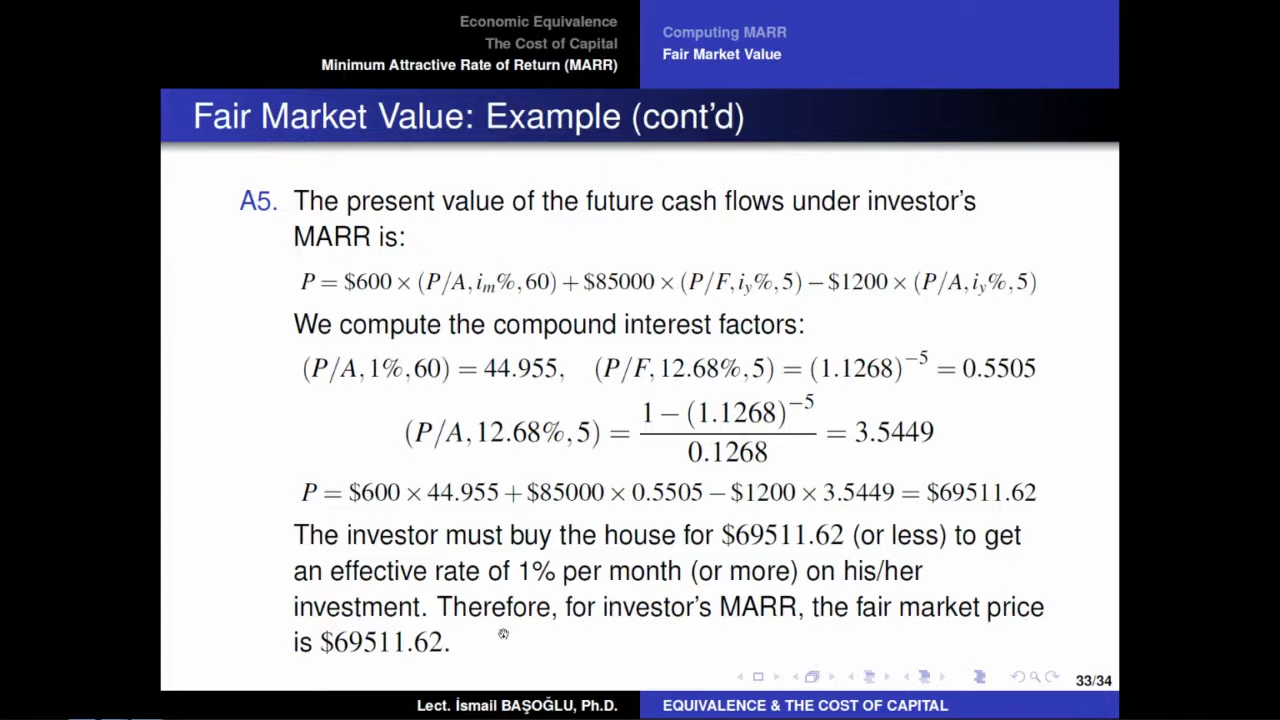 Economic Equivalence
The Cost of Capital
Minimum Attractive Rate of Return (MARR)
Computing MARR
Fair Market Value
Fair Market Value: Example (cont'd)
A5. The present value of the future cash flows under investor's
MARR is:
P = $600 × (P/A, i_m%, 60) + $85000 × (P/F, i_y%, 5) − $1200 × (P/A, i_y%, 5)
We compute the compound interest factors:
(P/A, 1%, 60) = 44.955, (P/F, 12.68%, 5) = (1.1268)^−5 = 0.5505
(P/A, 12.68%, 5) = 1 − (1.1268)^−5 / 0.1268 = 3.5449
P = $600 × 44.955 + $85000 × 0.5505 − $1200 × 3.5449 = $69511.62
The investor must buy the house for $69511.62 (or less) to get
an effective rate of 1% per month (or more) on his/her
investment. Therefore, for investor's MARR, the fair market price
is $69511.62.
33/34
Lect. İsmail BAŞOĞLU, Ph.D.
EQUIVALENCE & THE COST OF CAPITAL